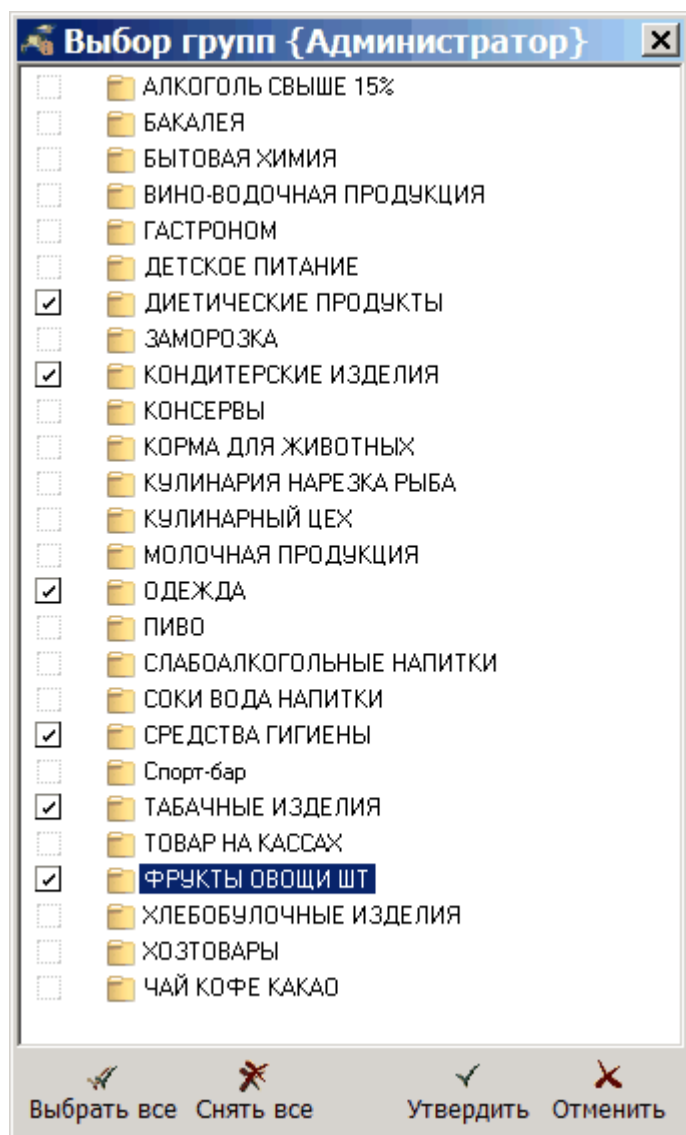 Выбор групп {Администратор}
АЛКОГОЛЬ СВЫШЕ 15%
БАКАЛЕЯ
БЫТОВАЯ ХИМИЯ
ВИНО-ВОДОЧНАЯ ПРОДУКЦИЯ
ГАСТРОНОМ
ДЕТСКОЕ ПИТАНИЕ
ДИЕТИЧЕСКИЕ ПРОДУКТЫ
ЗАМОРОЗКА
КОНДИТЕРСКИЕ ИЗДЕЛИЯ
КОНСЕРВЫ
КОРМА ДЛЯ ЖИВОТНЫХ
КУЛИНАРИЯ НАРЕЗКА РЫБА
КУЛИНАРНЫЙ ЦЕХ
МОЛОЧНАЯ ПРОДУКЦИЯ
ОДЕЖДА
ПИВО
СЛАБОАЛКОГОЛЬНЫЕ НАПИТКИ
СОКИ ВОДА НАПИТКИ
СРЕДСТВА ГИГИЕНЫ
Спорт-бар
ТАБАЧНЫЕ ИЗДЕЛИЯ
ТОВАР НА КАССАХ
ФРУКТЫ ОВОЩИ ШТ
ХЛЕБОБУЛОЧНЫЕ ИЗДЕЛИЯ
ХОЗТОВАРЫ
ЧАЙ КОФЕ КАКАО
Выбрать все Снять все Утвердить Отменить